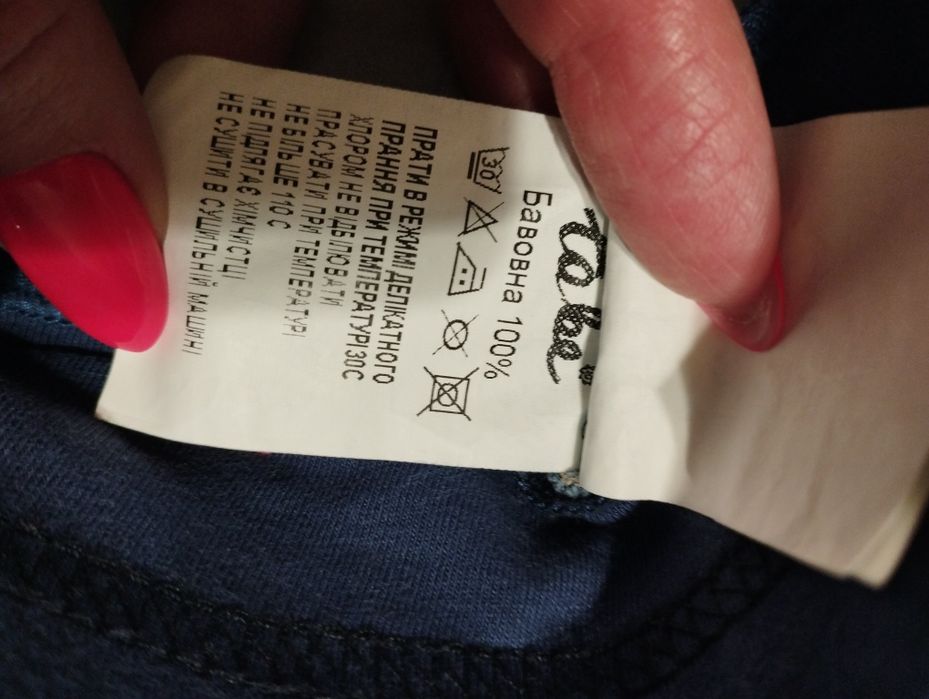 Бавовна 100%
30
ПРАТИ В РЕЖИМІ ДЕЛІКАТНОГО
ПРАННЯ ПРИ ТЕМПЕРАТУРІ 30С
ХЛОРОМ НЕ ВІДБІЛЮВАТИ
ПРАСУВАТИ ПРИ ТЕМПЕРАТУРІ
НЕ БІЛЬШЕ 110 С
НЕ ПІДЛЯГАЄ ХІМЧИСТЦІ
НЕ СУШИТИ В СУШИЛЬНІЙ МАШИНІ